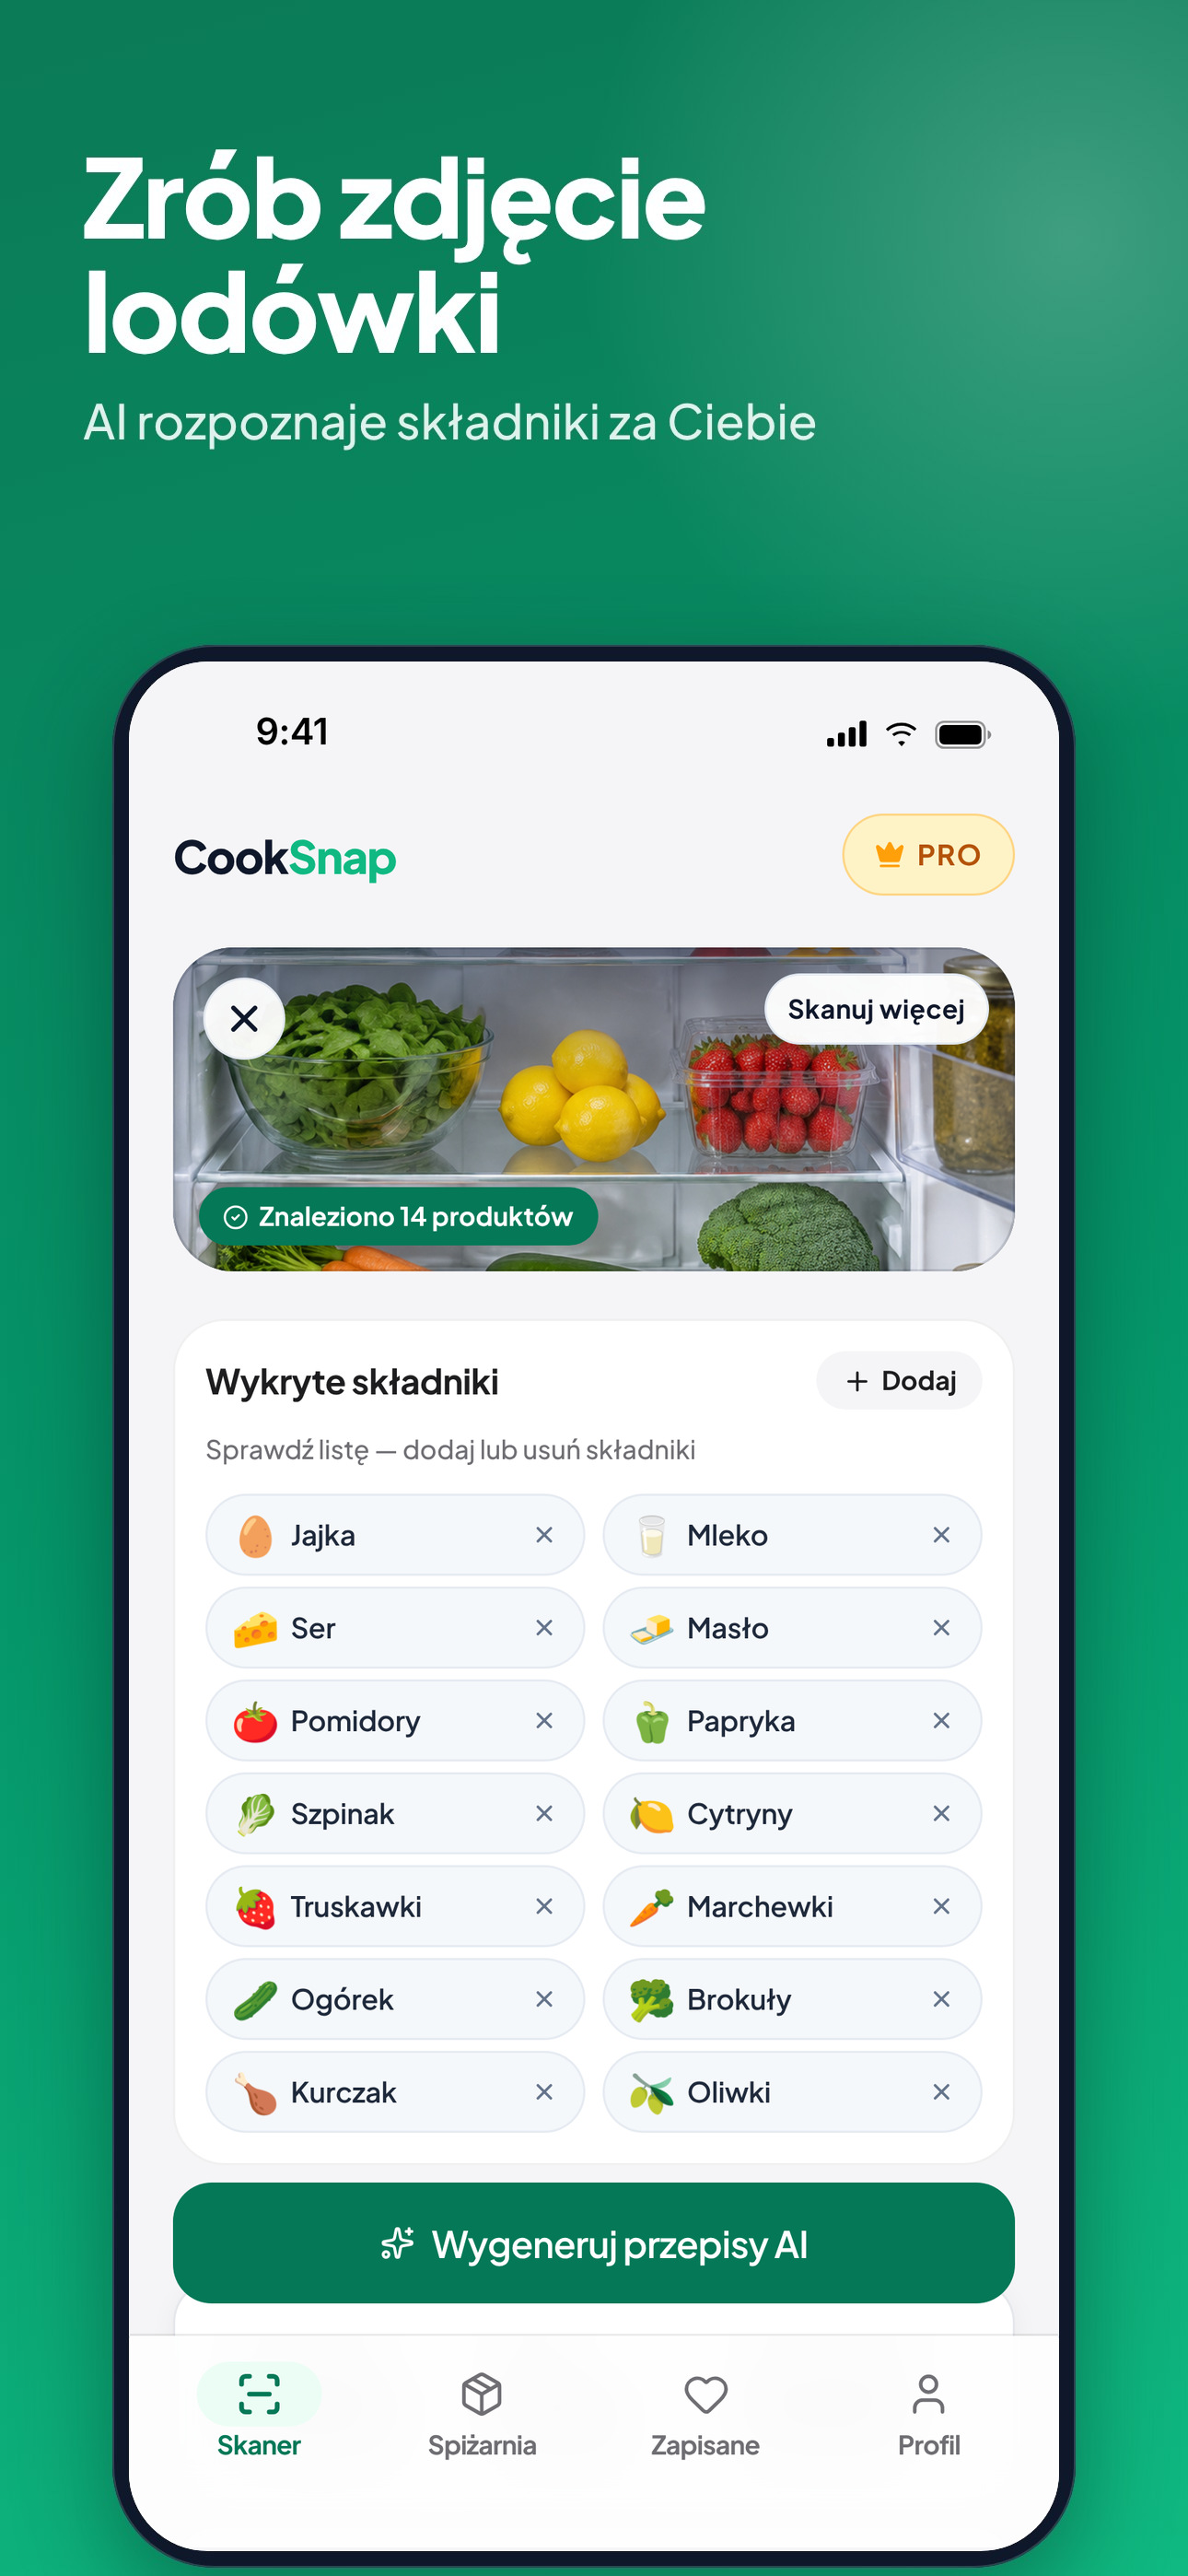 Zrób zdjęcie
lodówki
AI rozpoznaje składniki za Ciebie
9:41
CookSnap
PRO
Skanuj więcej
Znaleziono 14 produktów
Wykryte składniki
+ Dodaj
Sprawdź listę — dodaj lub usuń składniki
Jajka
Mleko
Ser
Masło
Pomidory
Papryka
Szpinak
Cytryny
Truskawki
Marchewki
Ogórek
Brokuły
Kurczak
Oliwki
Wygeneruj przepisy AI
Skaner
Spiżarnia
Zapisane
Profil